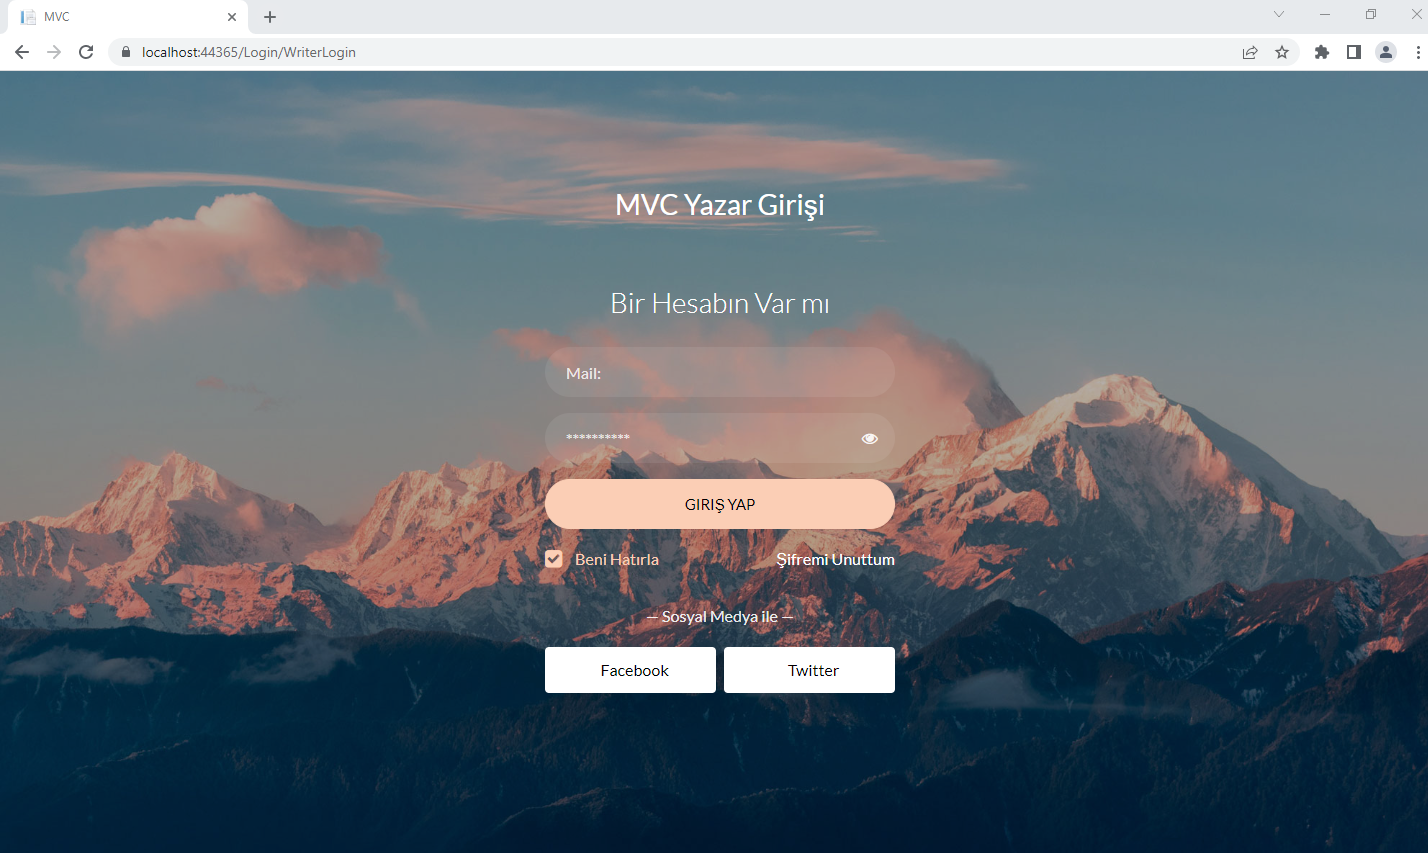 MVC
localhost:44365/Login/WriterLogin
MVC Yazar Girişi
Bir Hesabın Var mı
Mail:
**********
GIRIŞ YAP
Beni Hatırla
Şifremi Unuttum
— Sosyal Medya ile —
Facebook
Twitter